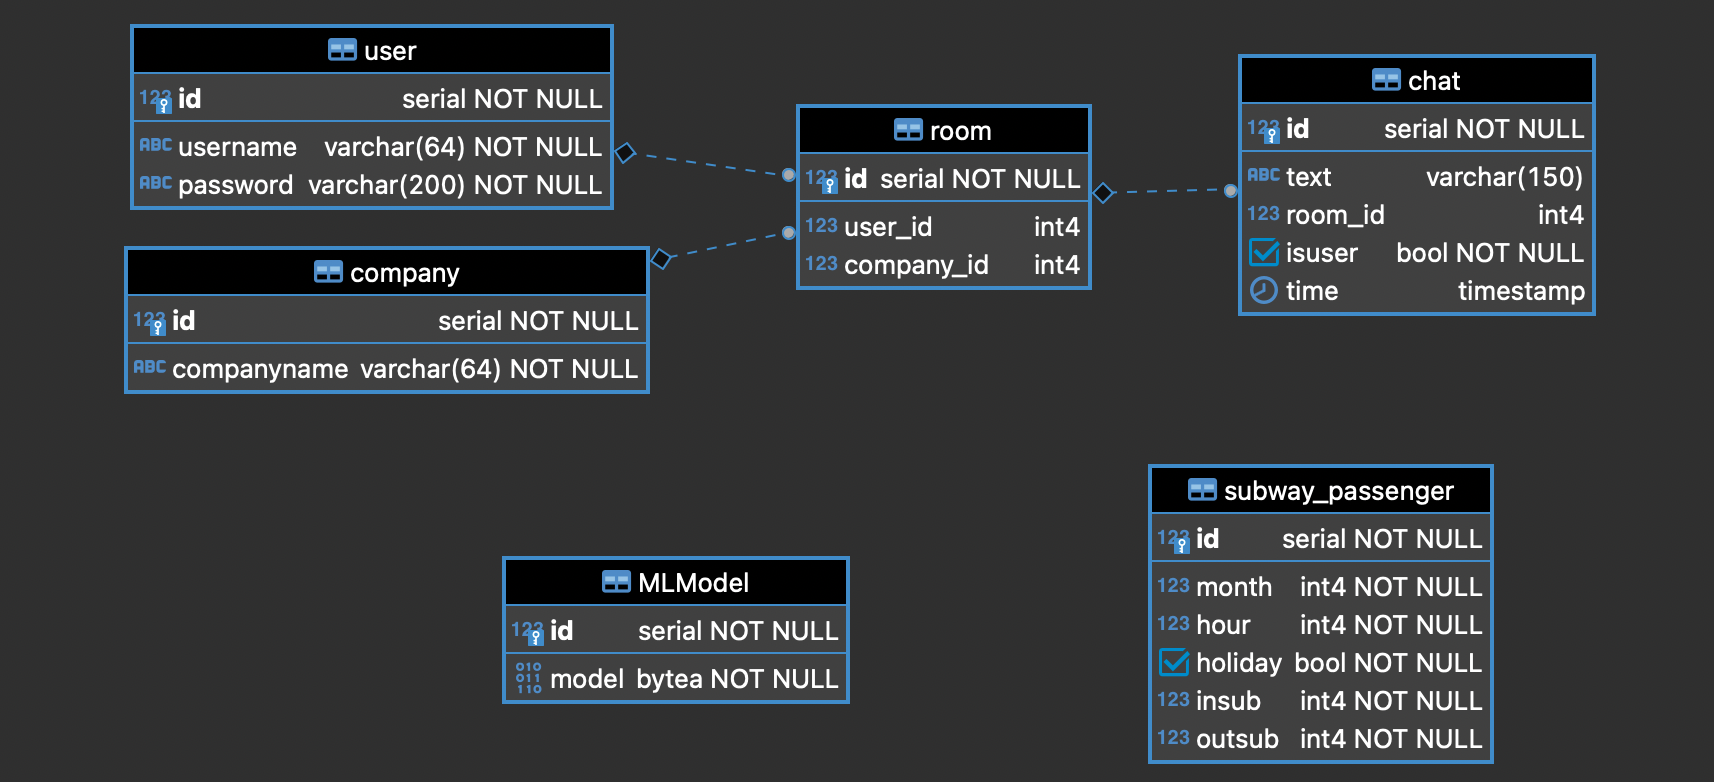 user
123 id serial NOT NULL
ABC username varchar(64) NOT NULL
ABC password varchar(200) NOT NULL
company
123 id serial NOT NULL
ABC companyname varchar(64) NOT NULL
room
123 id serial NOT NULL
123 user_id int4
123 company_id int4
chat
123 id serial NOT NULL
ABC text varchar(150)
123 room_id int4
isuser bool NOT NULL
time timestamp
MLModel
123 id serial NOT NULL
010
011
110
model bytea NOT NULL
subway_passenger
123 id serial NOT NULL
123 month int4 NOT NULL
123 hour int4 NOT NULL
holiday bool NOT NULL
123 insub int4 NOT NULL
123 outsub int4 NOT NULL